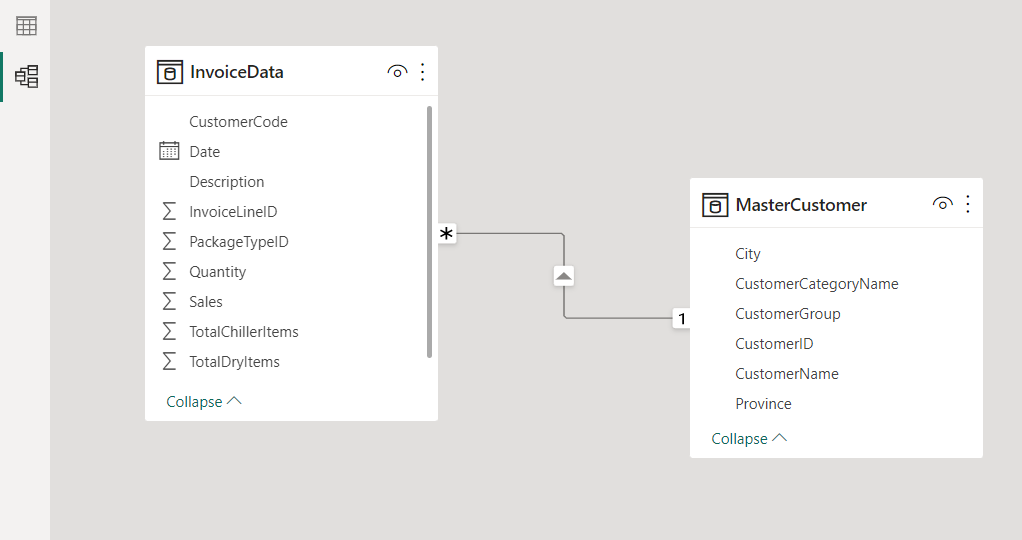 InvoiceData
CustomerCode
Date
Description
InvoiceLineID
PackageTypeID
Quantity
Sales
TotalChillerItems
TotalDryItems
Collapse
*
1
MasterCustomer
City
CustomerCategoryName
CustomerGroup
CustomerID
CustomerName
Province
Collapse